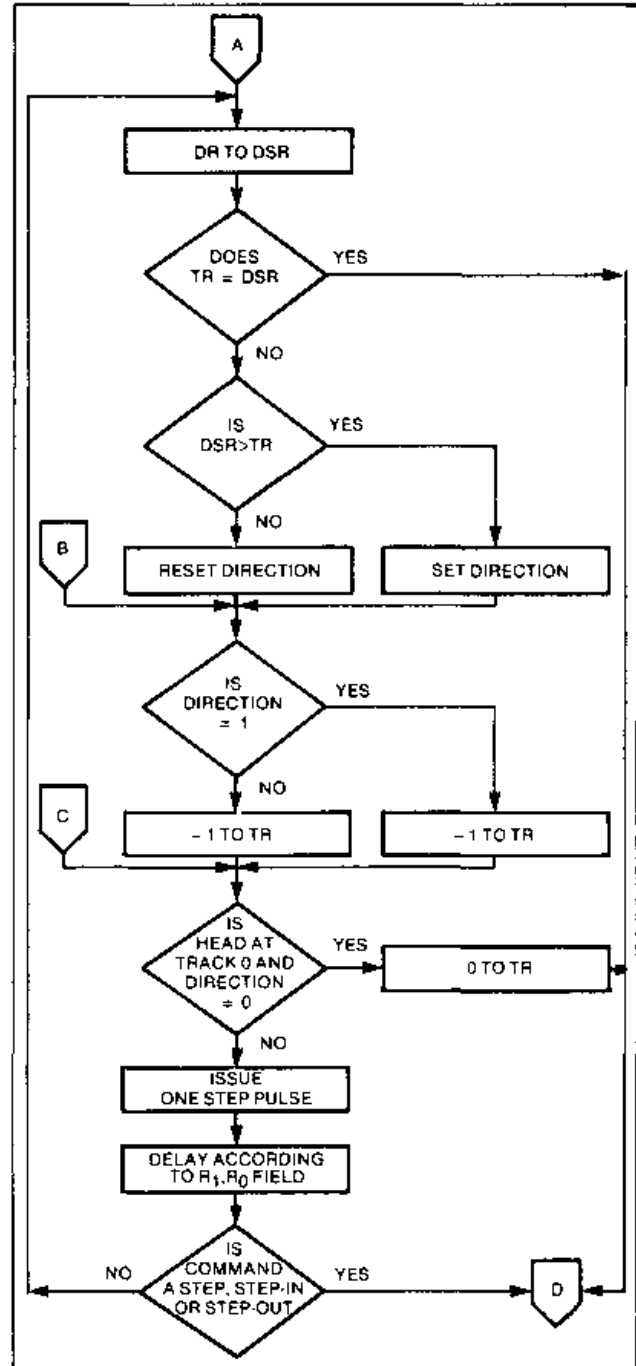 A
DR TO DSR
DOES
TR = DSR
YES
NO
IS
DSR>TR
YES
NO
B
RESET DIRECTION
SET DIRECTION
IS
DIRECTION
= 1
YES
NO
C
-1 TO TR
-1 TO TR
IS
HEAD AT
TRACK 0 AND
DIRECTION
= 0
YES
0 TO TR
NO
ISSUE
ONE STEP PULSE
DELAY ACCORDING
TO R1,R0 FIELD
IS
COMMAND
A STEP, STEP-IN
OR STEP-OUT
NO
YES
D